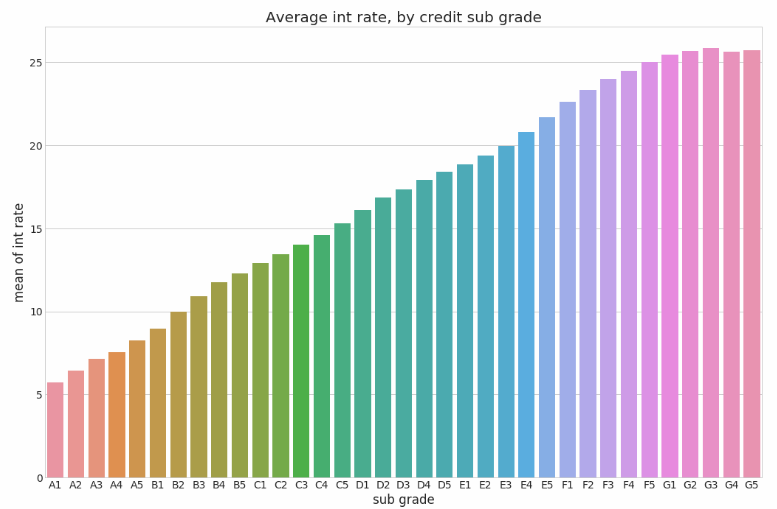 Average int rate, by credit sub grade
mean of int rate
25
20
15
10
5
0
A1 A2 A3 A4 A5 B1 B2 B3 B4 B5 C1 C2 C3 C4 C5 D1 D2 D3 D4 D5 E1 E2 E3 E4 E5 F1 F2 F3 F4 F5 G1 G2 G3 G4 G5
sub grade